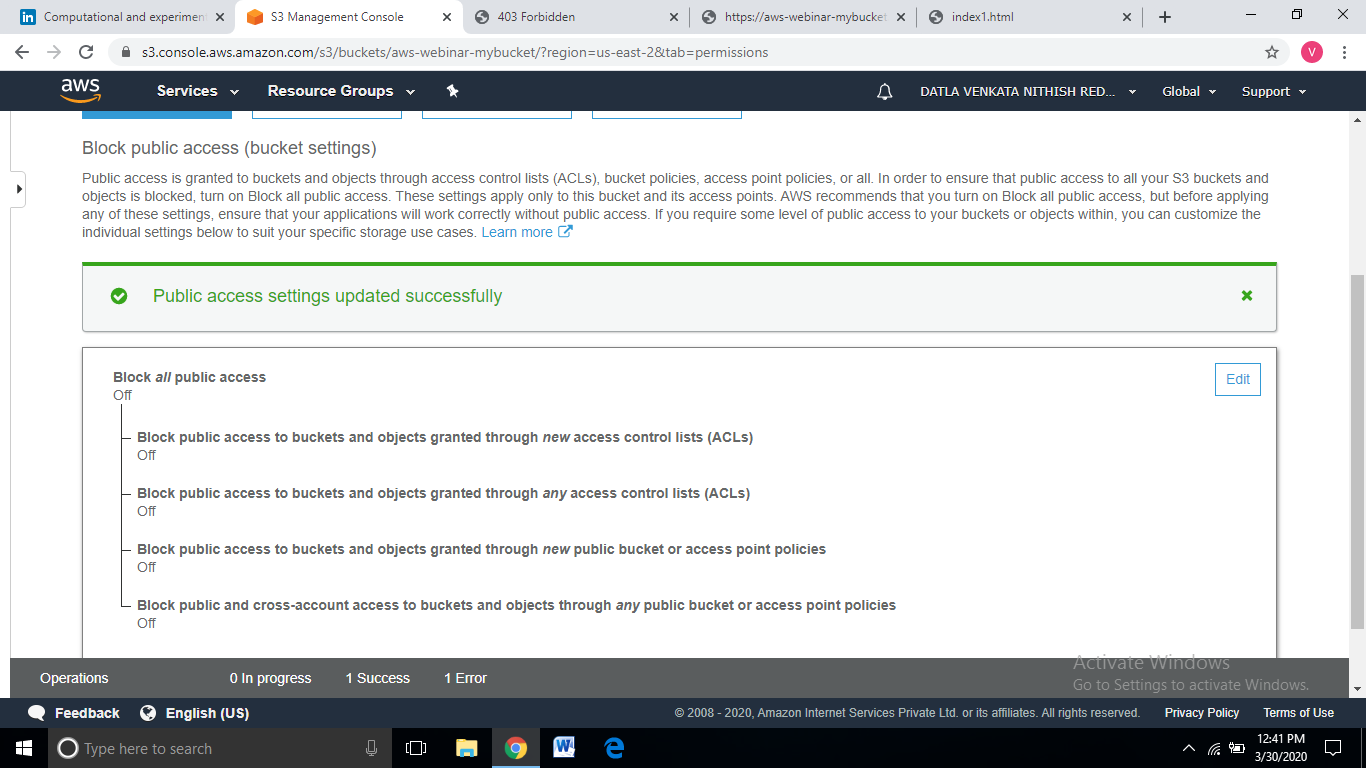 Computational and experimen
S3 Management Console
403 Forbidden
https://aws-webinar-mybucket
index1.html
s3.console.aws.amazon.com/s3/buckets/aws-webinar-mybucket/?region=us-east-2&tab=permissions
V
aws
Services
Resource Groups
DATLA VENKATA NITHISH RED...
Global
Support
Block public access (bucket settings)
Public access is granted to buckets and objects through access control lists (ACLs), bucket policies, access point policies, or all. In order to ensure that public access to all your S3 buckets and
objects is blocked, turn on Block all public access. These settings apply only to this bucket and its access points. AWS recommends that you turn on Block all public access, but before applying
any of these settings, ensure that your applications will work correctly without public access. If you require some level of public access to your buckets or objects within, you can customize the
individual settings below to suit your specific storage use cases. Learn more
Public access settings updated successfully
Block all public access
Off
Edit
Block public access to buckets and objects granted through new access control lists (ACLs)
Off
Block public access to buckets and objects granted through any access control lists (ACLs)
Off
Block public access to buckets and objects granted through new public bucket or access point policies
Off
Block public and cross-account access to buckets and objects through any public bucket or access point policies
Off
Activate Windows
Go to Settings to activate Windows.
Operations
0 In progress
1 Success
1 Error
Feedback
English (US)
© 2008 - 2020, Amazon Internet Services Private Ltd. or its affiliates. All rights reserved.
Privacy Policy
Terms of Use
Type here to search
12:41 PM
3/30/2020